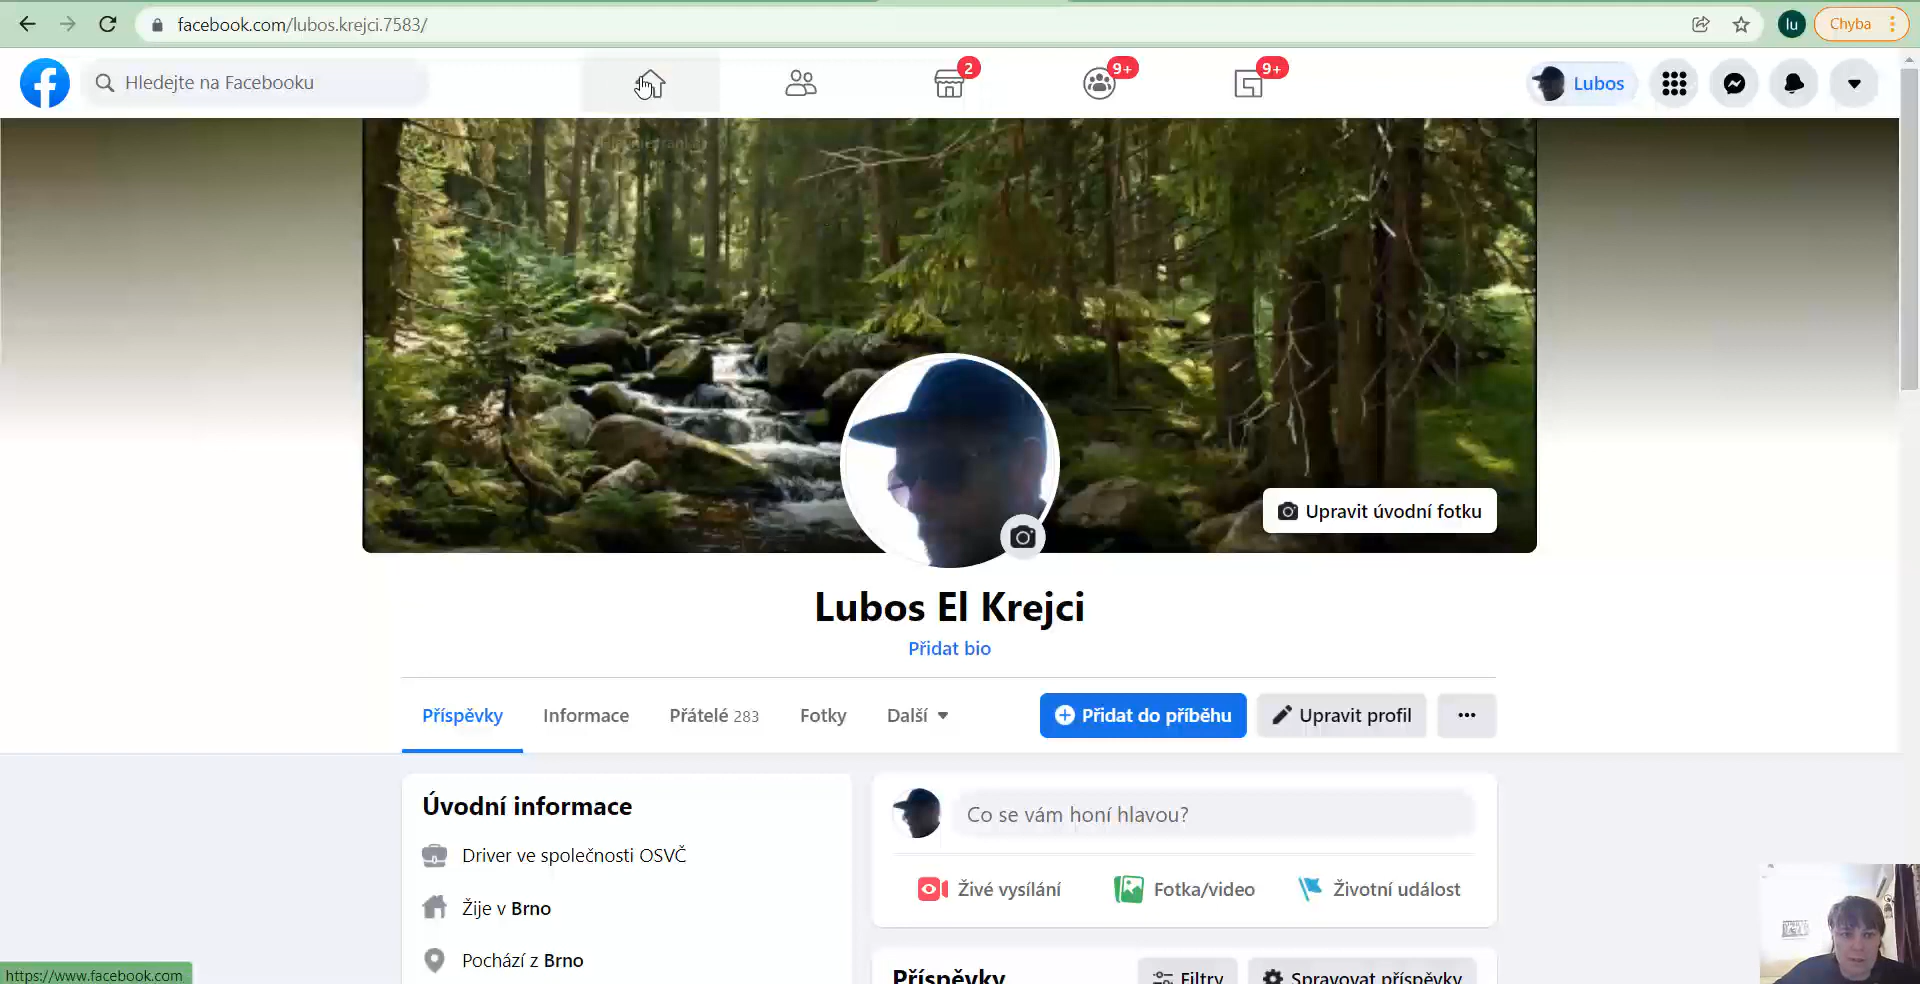 facebook.com/lubos.krejci.7583/
lu
Chyba
Hledejte na Facebooku
2
9+
9+
Lubos
Upravit úvodní fotku
Lubos El Krejci
Přidat bio
Příspěvky
Informace
Přátelé 283
Fotky
Další
Přidat do příběhu
Upravit profil
Úvodní informace
Driver ve společnosti OSVČ
Žije v Brno
Pochází z Brno
Co se vám honí hlavou?
Živé vysílání
Fotka/video
Životní událost
Příspěvky
Filtry
Spravovat příspěvky
https://www.facebook.com